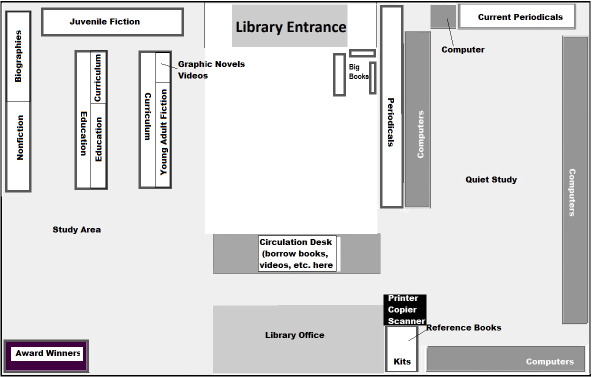 Juvenile Fiction
Library Entrance
Current Periodicals
Computer
Biographies
Nonfiction
Graphic Novels
Videos
Big
Books
Curriculum
Education
Education
Curriculum
Young Adult Fiction
Periodicals
Computers
Quiet Study
Computers
Study Area
Circulation Desk
(borrow books,
videos, etc. here
Printer
Copier
Scanner
Reference Books
Library Office
Award Winners
Kits
Computers